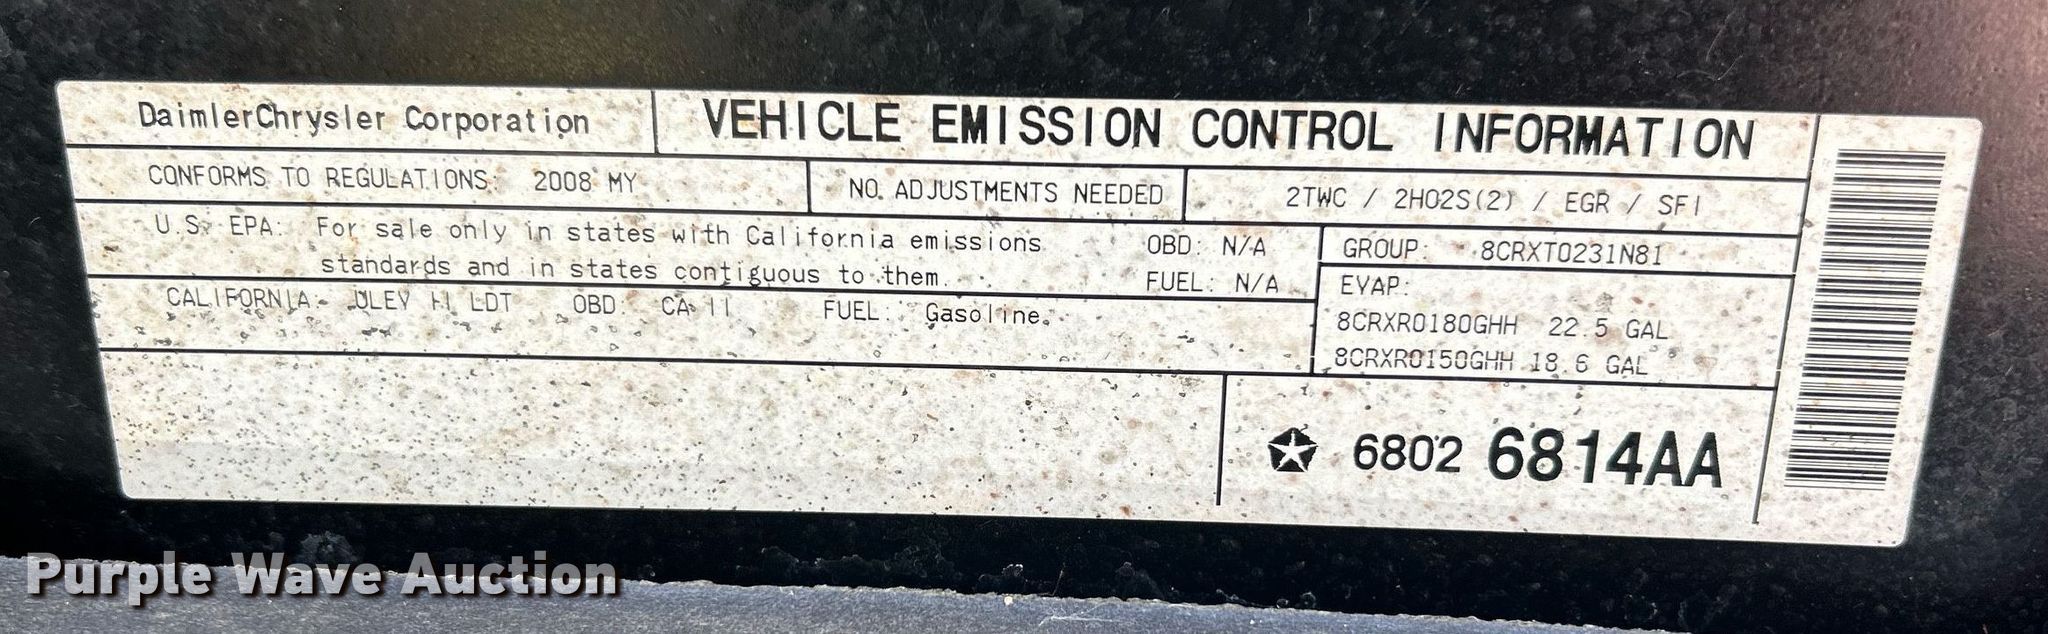 DaimlerChrysler Corporation VEHICLE EMISSION CONTROL INFORMATION
CONFORMS TO REGULATIONS: 2008 MY NO ADJUSTMENTS NEEDED 2TWC / 2HO2S(2) / EGR / SFI
U.S. EPA: For sale only in states with California emissions OBD: N/A GROUP: 8CRXT0231N81
standards and in states contiguous to them. FUEL: N/A EVAP:
CALIFORNIA: ULEV II LDT OBD: CA II FUEL: Gasoline. 8CRXR0180GHH 22.5 GAL
8CRXR0150GHH 18.6 GAL
6802 6814AA
Purple Wave Auction